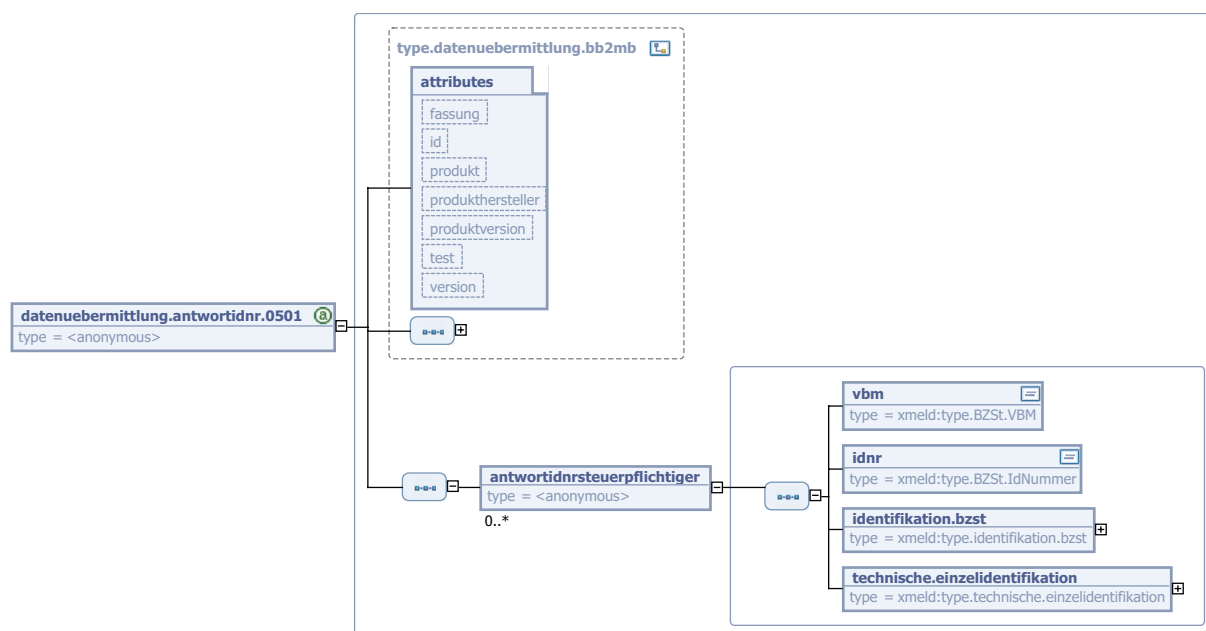 type.datenuebermittlung.bb2mb
attributes
fassung
id
produkt
produkthersteller
produktversion
test
version
datenuebermittlung.antwortidnr.0501 a
type = <anonymous>
antwortidnrsteuerpflichtiger
type = <anonymous>
0..*
vbm
type = xmeld:type.BZSt.VBM
idnr
type = xmeld:type.BZSt.IdNummer
identifikation.bzst
type = xmeld:type.identifikation.bzst
technische.einzelidentifikation
type = xmeld:type.technische.einzelidentifikation